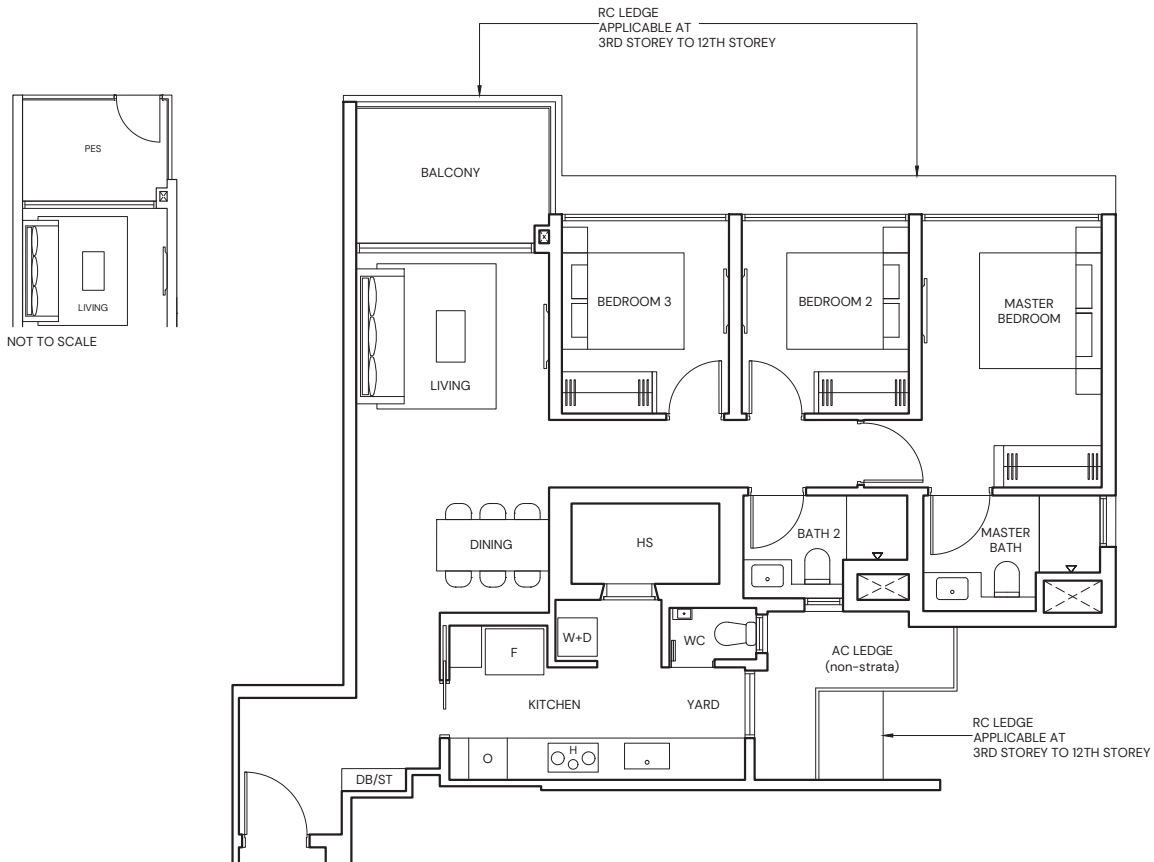 RC LEDGE
APPLICABLE AT
3RD STOREY TO 12TH STOREY
PES
LIVING
NOT TO SCALE
BALCONY
BEDROOM 3
BEDROOM 2
MASTER
BEDROOM
LIVING
DINING
HS
BATH 2
MASTER
BATH
W+D
WC
F
AC LEDGE
(non-strata)
KITCHEN
YARD
RC LEDGE
APPLICABLE AT
3RD STOREY TO 12TH STOREY
O
H
DB/ST